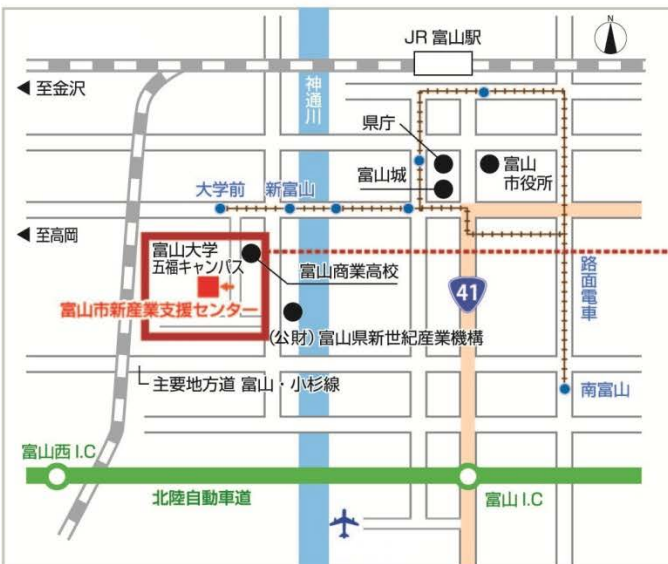 N
JR 富山駅
◀ 至金沢
神通川
県庁
富山城
富山
市役所
大学前
新富山
◀ 至高岡
富山大学
五福キャンパス
富山商業高校
41
路面電車
富山市新産業支援センター
(公財) 富山県新世紀産業機構
主要地方道 富山・小杉線
南富山
富山西 I.C
北陸自動車道
富山 I.C